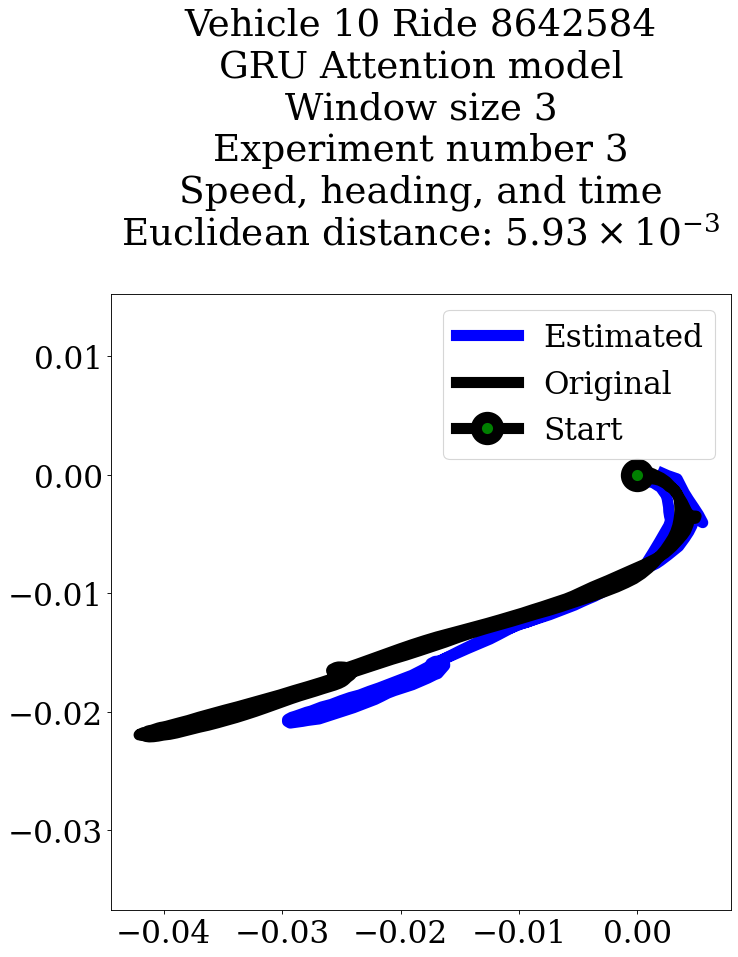 Vehicle 10 Ride 8642584
GRU Attention model
Window size 3
Experiment number 3
Speed, heading, and time
Euclidean distance: 5.93 × 10⁻³
Estimated
Original
Start
0.01
0.00
−0.01
−0.02
−0.03
−0.04 −0.03 −0.02 −0.01 0.00